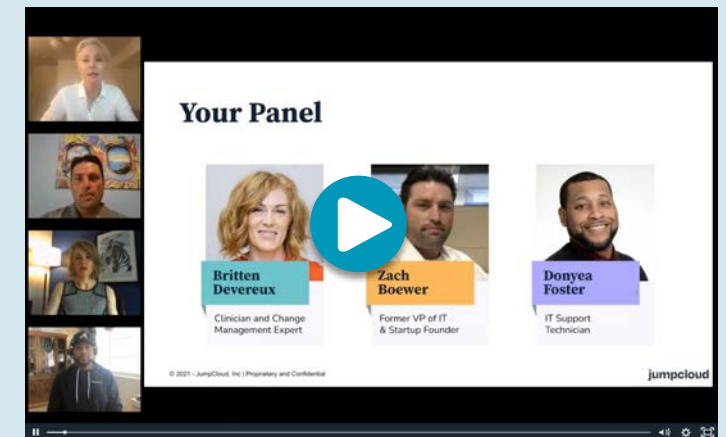 Your Panel
Britten
Devereux
Clinician and Change
Management Expert
Zach
Boewer
Former VP of IT
& Startup Founder
Donyea
Foster
IT Support
Technician
© 2021 - JumpCloud, Inc | Proprietary and Confidential
jumpcloud